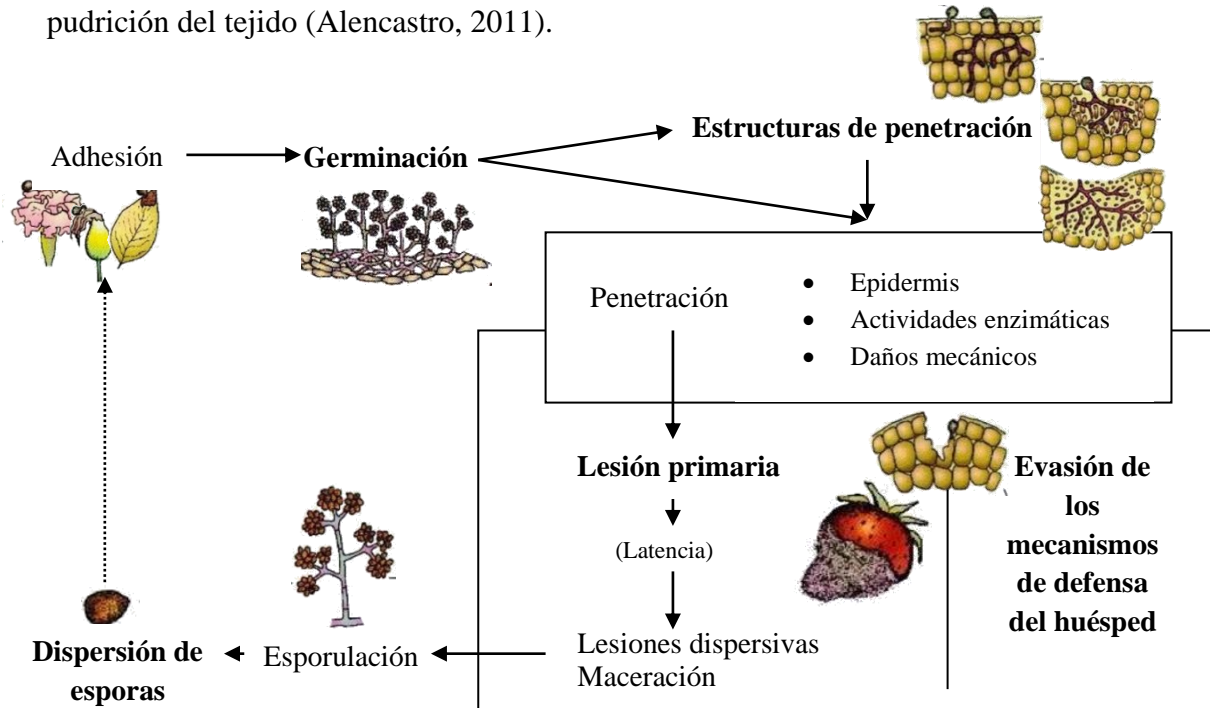 pudrición del tejido (Alencastro, 2011).
Estructuras de penetración
Adhesión
Germinación
Penetración
• Epidermis
• Actividades enzimáticas
• Daños mecánicos
Lesión primaria
(Latencia)
Lesiones dispersivas
Maceración
Evasión de
los
mecanismos
de defensa
del huésped
Esporulación
Dispersión de
esporas